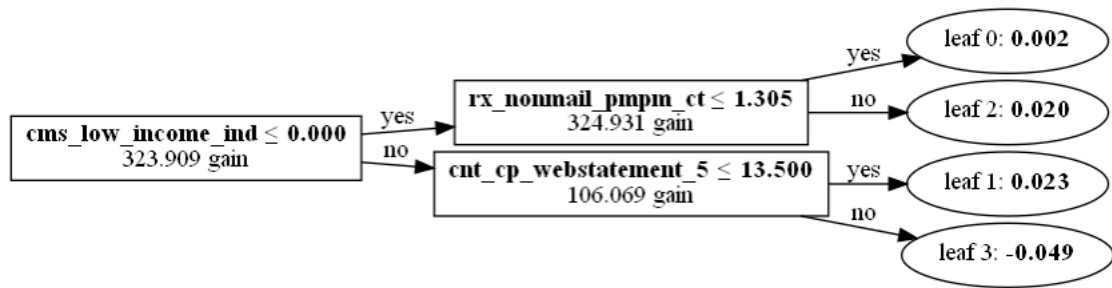 cms_low_income_ind ≤ 0.000
323.909 gain
yes
no
rx_nonmail_pmpm_ct ≤ 1.305
324.931 gain
cnt_cp_webstatement_5 ≤ 13.500
106.069 gain
yes
no
yes
no
leaf 0: 0.002
leaf 2: 0.020
leaf 1: 0.023
leaf 3: -0.049